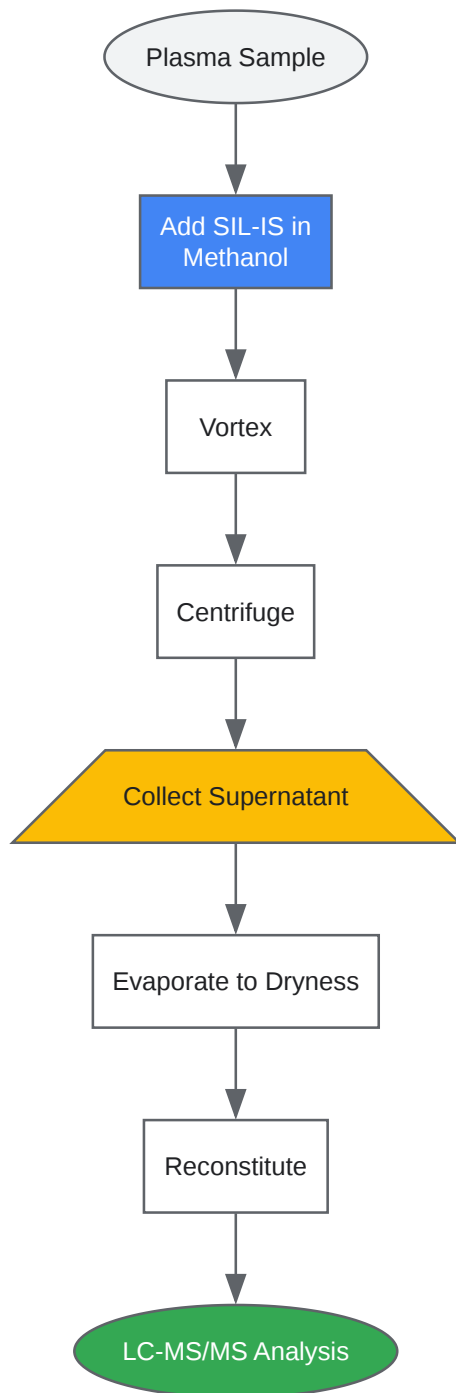 Plasma Sample
Add SIL-IS in
Methanol
Vortex
Centrifuge
Collect Supernatant
Evaporate to Dryness
Reconstitute
LC-MS/MS Analysis